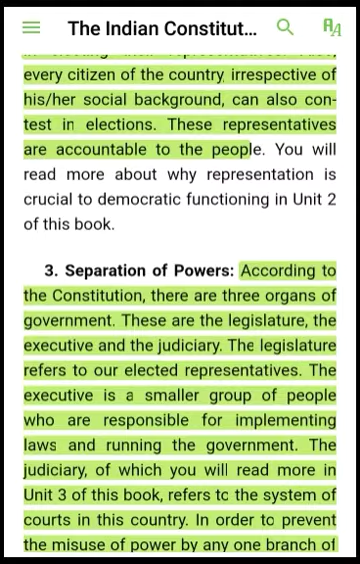 The Indian Constitut...
every citizen of the country, irrespective of
his/her social background, can also con-
test in elections. These representatives
are accountable to the people. You will
read more about why representation is
crucial to democratic functioning in Unit 2
of this book.
3. Separation of Powers: According to
the Constitution, there are three organs of
government. These are the legislature, the
executive and the judiciary. The legislature
refers to our elected representatives. The
executive is a smaller group of people
who are responsible for implementing
laws and running the government. The
judiciary, of which you will read more in
Unit 3 of this book, refers to the system of
courts in this country. In order to prevent
the misuse of power by any one branch of